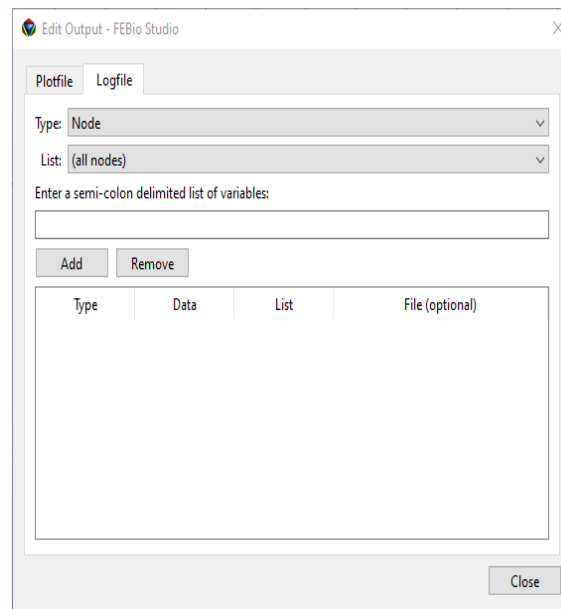 Edit Output - FEBio Studio
Plotfile Logfile
Type: Node
List: (all nodes)
Enter a semi-colon delimited list of variables:
Add Remove
Type Data List File (optional)
Close